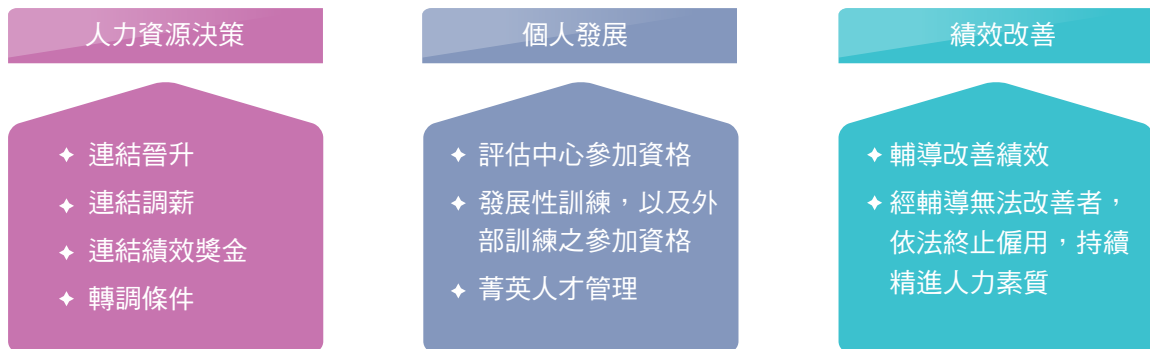 人力資源決策
連結晉升
連結調薪
連結績效獎金
轉調條件
個人發展
評估中心參加資格
發展性訓練，以及外
部訓練之參加資格
菁英人才管理
績效改善
輔導改善績效
經輔導無法改善者，
依法終止僱用，持續
精進人力素質